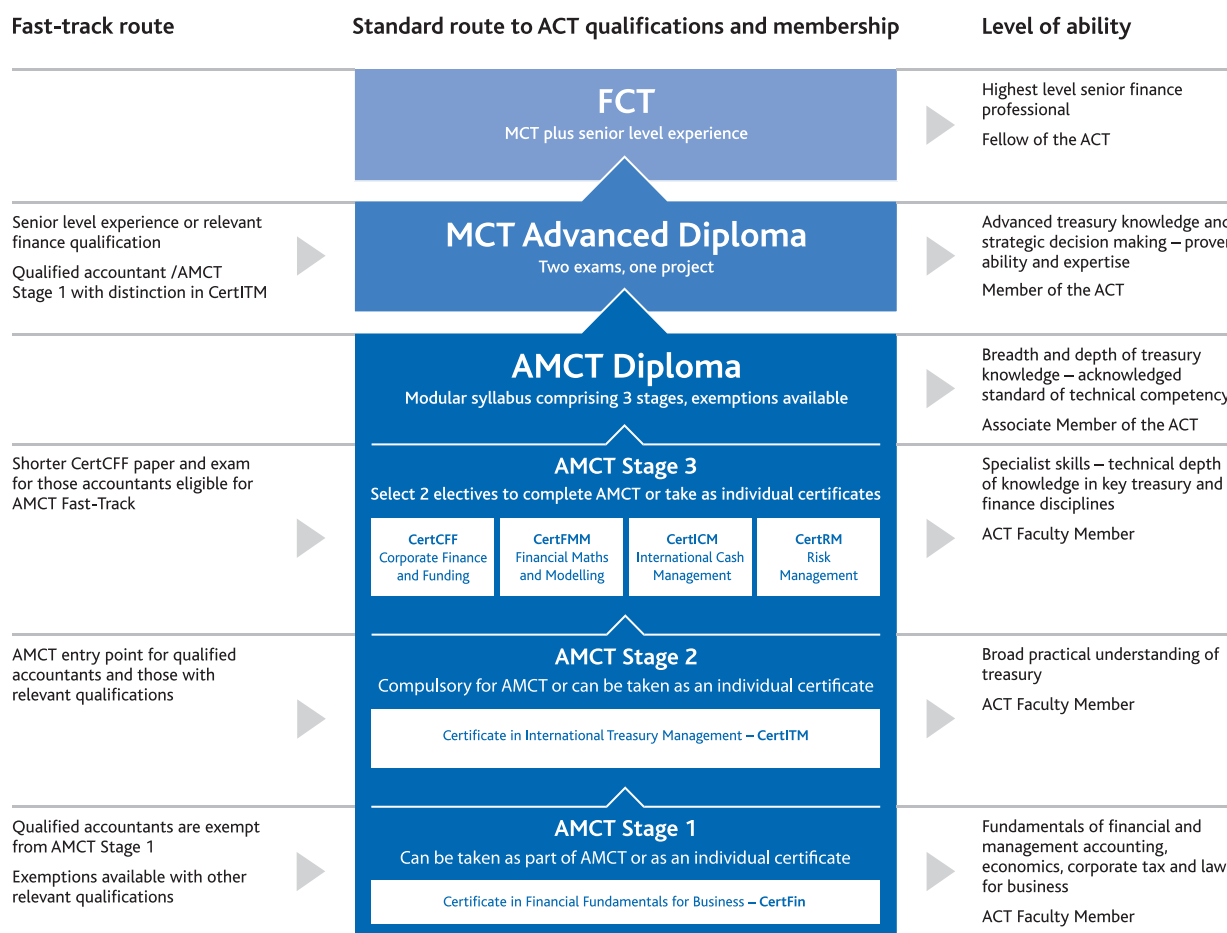 Fast-track route
Standard route to ACT qualifications and membership
Level of ability
FCT
MCT plus senior level experience
Highest level senior finance
professional
Fellow of the ACT
Senior level experience or relevant
finance qualification
Qualified accountant /AMCT
Stage 1 with distinction in CertITM
MCT Advanced Diploma
Two exams, one project
Advanced treasury knowledge and
strategic decision making – proven
ability and expertise
Member of the ACT
AMCT Diploma
Modular syllabus comprising 3 stages, exemptions available
Breadth and depth of treasury
knowledge – acknowledged
standard of technical competency
Associate Member of the ACT
Shorter CertCFF paper and exam
for those accountants eligible for
AMCT Fast-Track
AMCT Stage 3
Select 2 electives to complete AMCT or take as individual certificates
CertCFF
Corporate Finance
and Funding
CertFMM
Financial Maths
and Modelling
CertICM
International Cash
Management
CertRM
Risk
Management
Specialist skills – technical depth
of knowledge in key treasury and
finance disciplines
ACT Faculty Member
AMCT entry point for qualified
accountants and those with
relevant qualifications
AMCT Stage 2
Compulsory for AMCT or can be taken as an individual certificate
Certificate in International Treasury Management – CertITM
Broad practical understanding of
treasury
ACT Faculty Member
Qualified accountants are exempt
from AMCT Stage 1
Exemptions available with other
relevant qualifications
AMCT Stage 1
Can be taken as part of AMCT or as an individual certificate
Certificate in Financial Fundamentals for Business – CertFin
Fundamentals of financial and
management accounting,
economics, corporate tax and law
for business
ACT Faculty Member